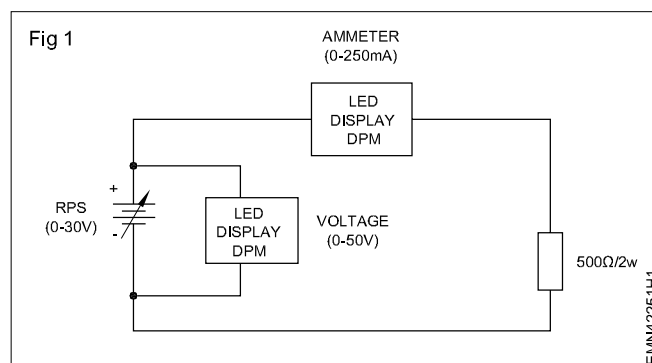 Fig 1
AMMETER
(0-250mA)
LED
DISPLAY
DPM
+
RPS
(0-30V)
-
LED
DISPLAY
DPM
VOLTAGE
(0-50V)
500Ω/2w